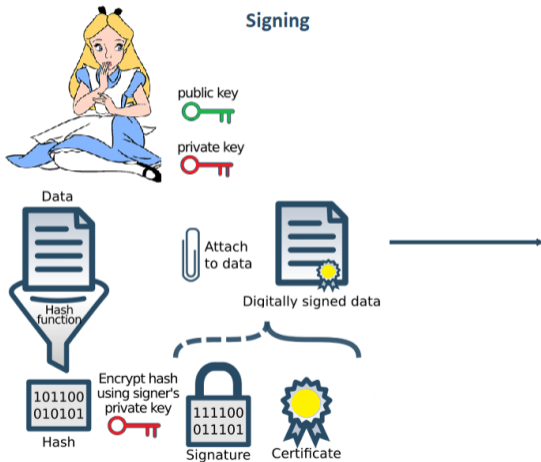 Signing
public key
private key
Data
Attach
to data
Digitally signed data
Hash
function
Encrypt hash
using signer's
private key
101100
010101
Hash
111100
011101
Signature
Certificate